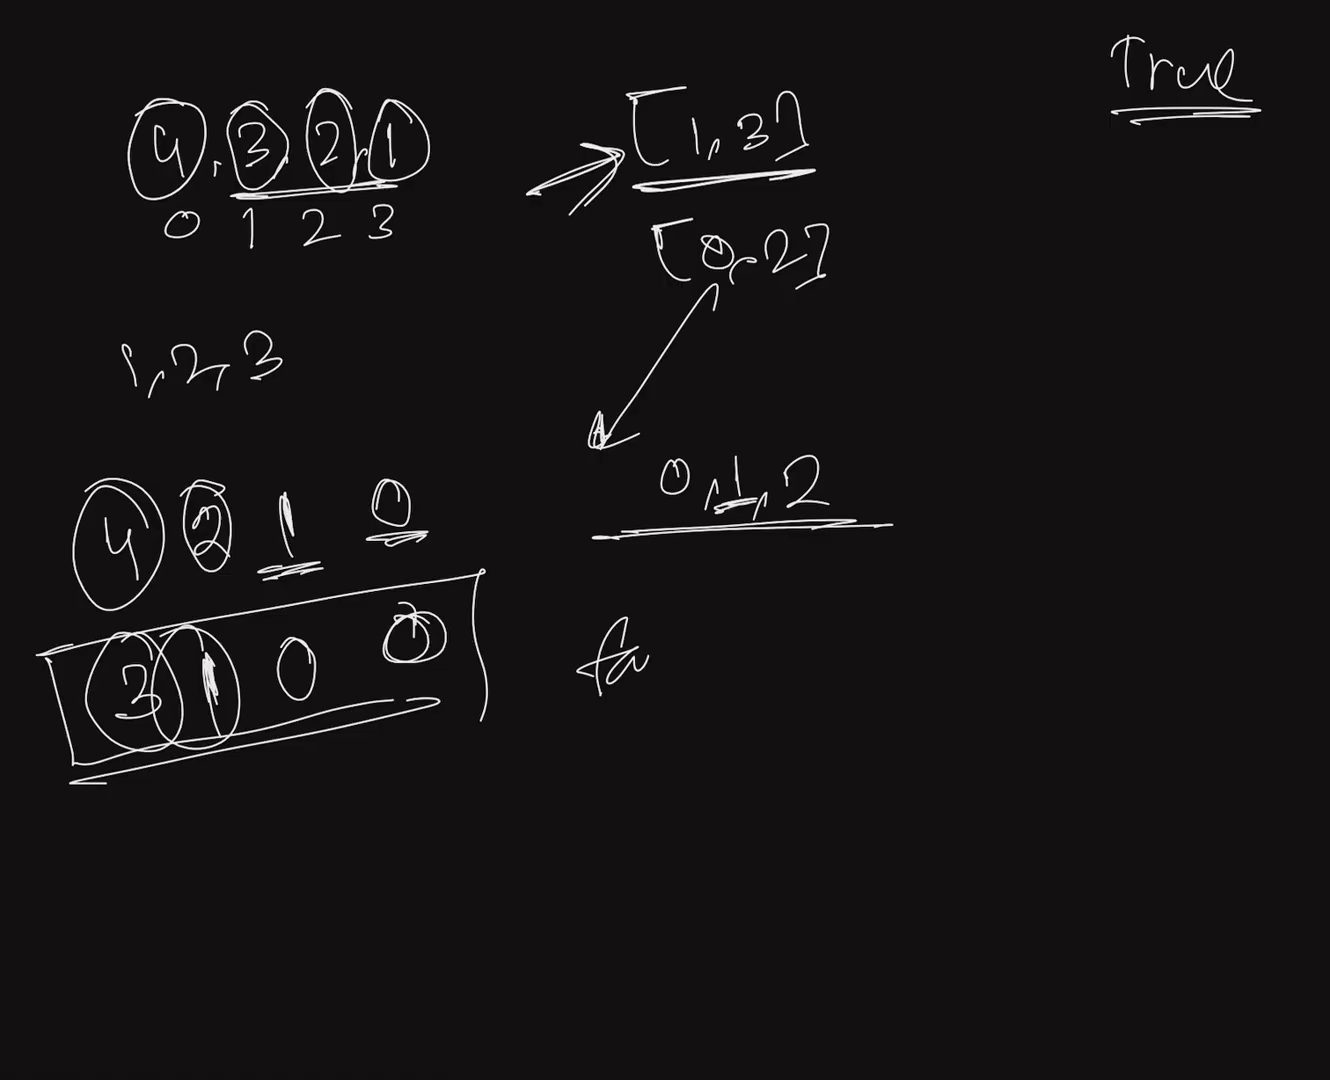 True
4, 3, 2, 1
[1, 3]
0 1 2 3
[0, 2]
1, 2, 3
0, 1, 2
4 2 1 0
3 1 0 0
fa